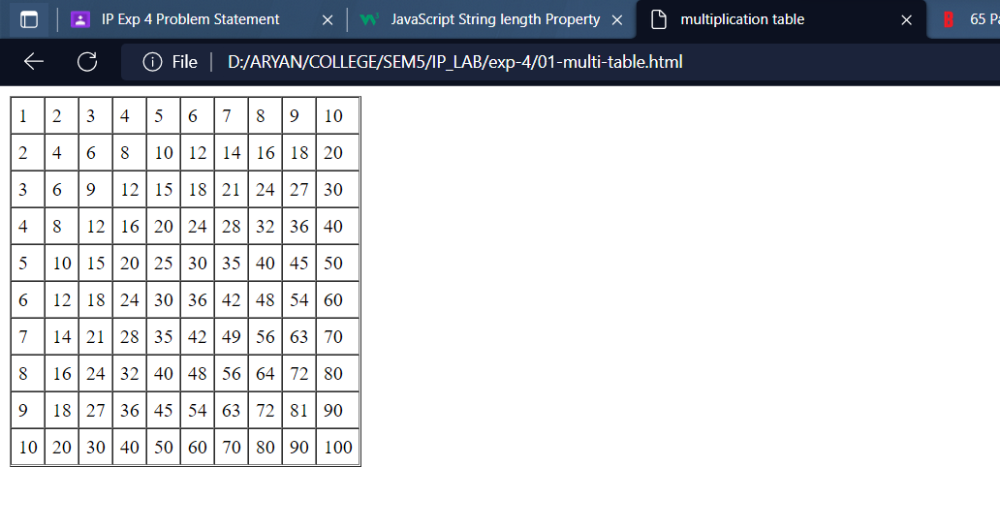 IP Exp 4 Problem Statement JavaScript String length Property multiplication table 65 Pa
File D:/ARYAN/COLLEGE/SEM5/IP_LAB/exp-4/01-multi-table.html
1 2 3 4 5 6 7 8 9 10
2 4 6 8 10 12 14 16 18 20
3 6 9 12 15 18 21 24 27 30
4 8 12 16 20 24 28 32 36 40
5 10 15 20 25 30 35 40 45 50
6 12 18 24 30 36 42 48 54 60
7 14 21 28 35 42 49 56 63 70
8 16 24 32 40 48 56 64 72 80
9 18 27 36 45 54 63 72 81 90
10 20 30 40 50 60 70 80 90 100